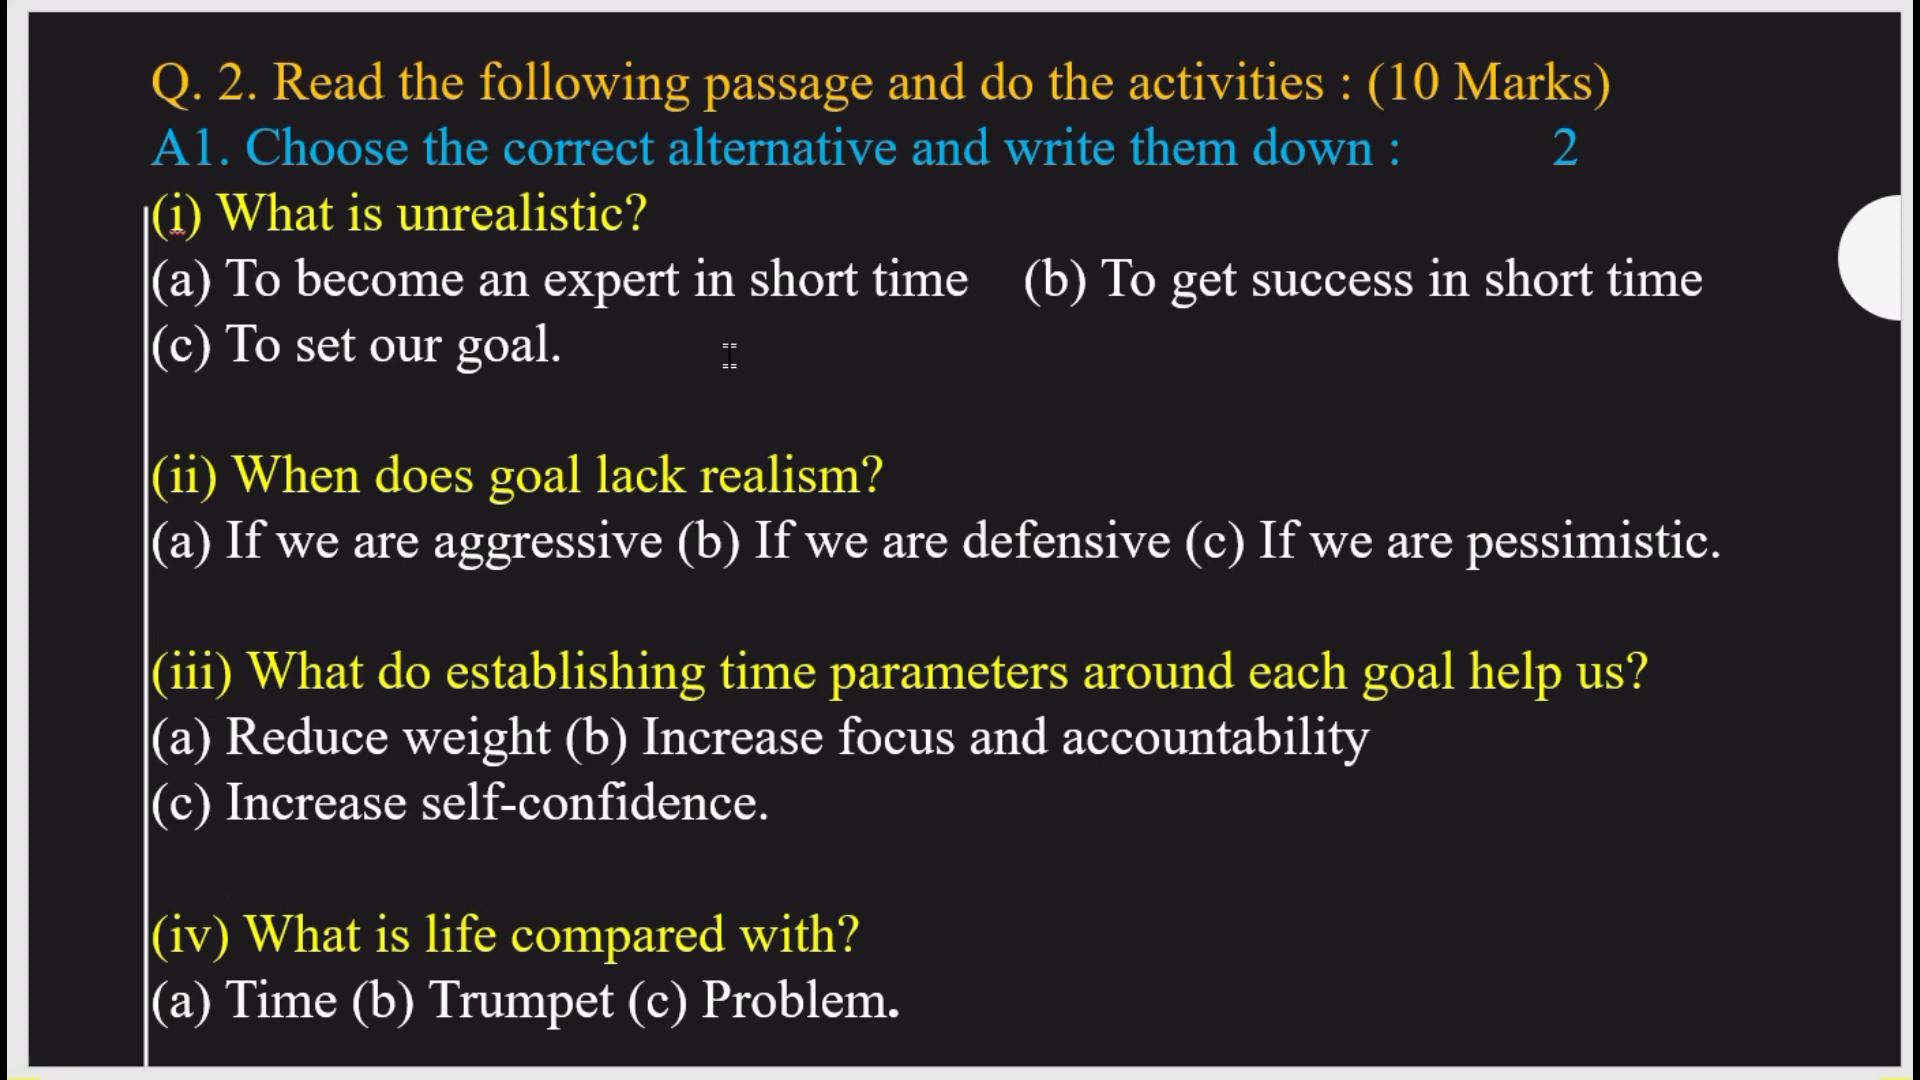 Q. 2. Read the following passage and do the activities : (10 Marks)
A1. Choose the correct alternative and write them down : 2
(i) What is unrealistic?
(a) To become an expert in short time (b) To get success in short time
(c) To set our goal.
(ii) When does goal lack realism?
(a) If we are aggressive (b) If we are defensive (c) If we are pessimistic.
(iii) What do establishing time parameters around each goal help us?
(a) Reduce weight (b) Increase focus and accountability
(c) Increase self-confidence.
(iv) What is life compared with?
(a) Time (b) Trumpet (c) Problem.